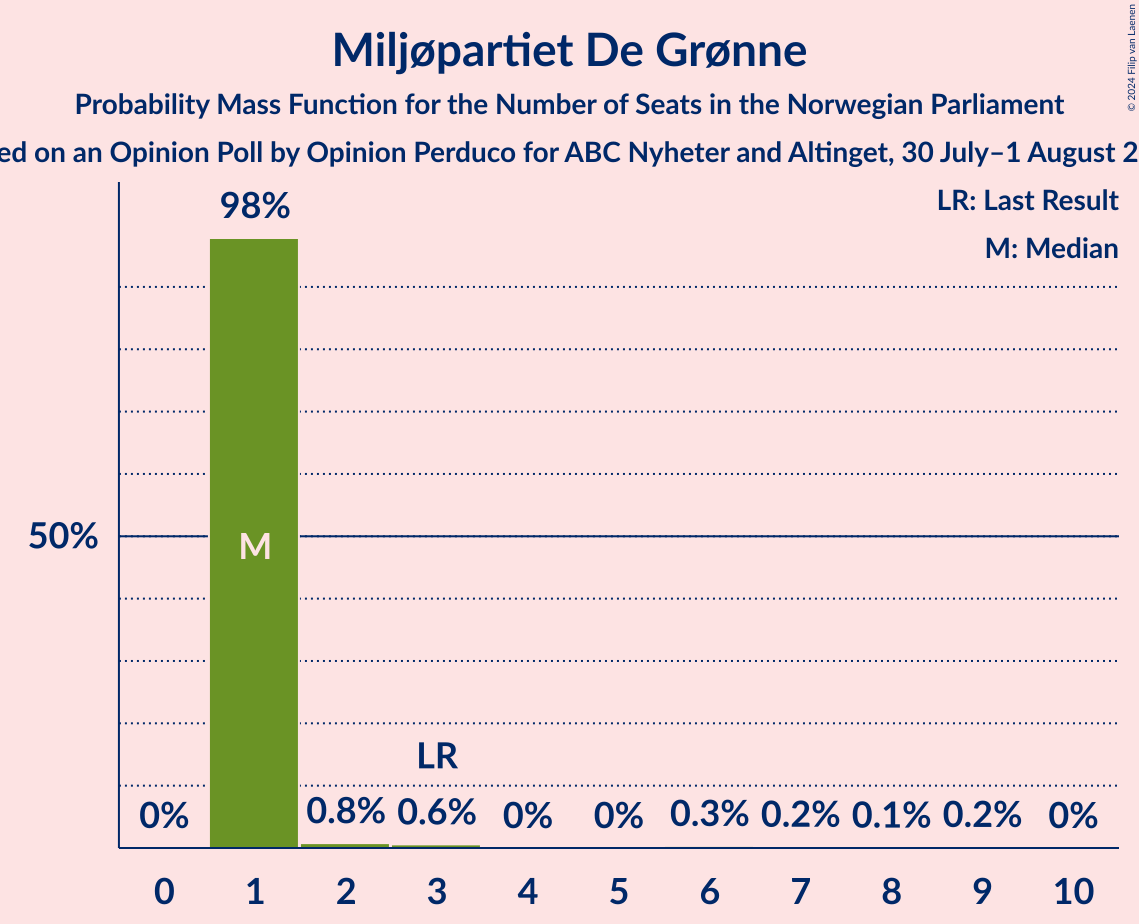 Miljøpartiet De Grønne
Probability Mass Function for the Number of Seats in the Norwegian Parliament
on an Opinion Poll by Opinion Perduco for ABC Nyheter and Altinget, 30 July–1 August
© 2024 Filip van Laenen
LR: Last Result
M: Median
98%
50%
M
LR
0% 0.8% 0.6% 0% 0% 0.3% 0.2% 0.1% 0.2% 0%
0 1 2 3 4 5 6 7 8 9 10